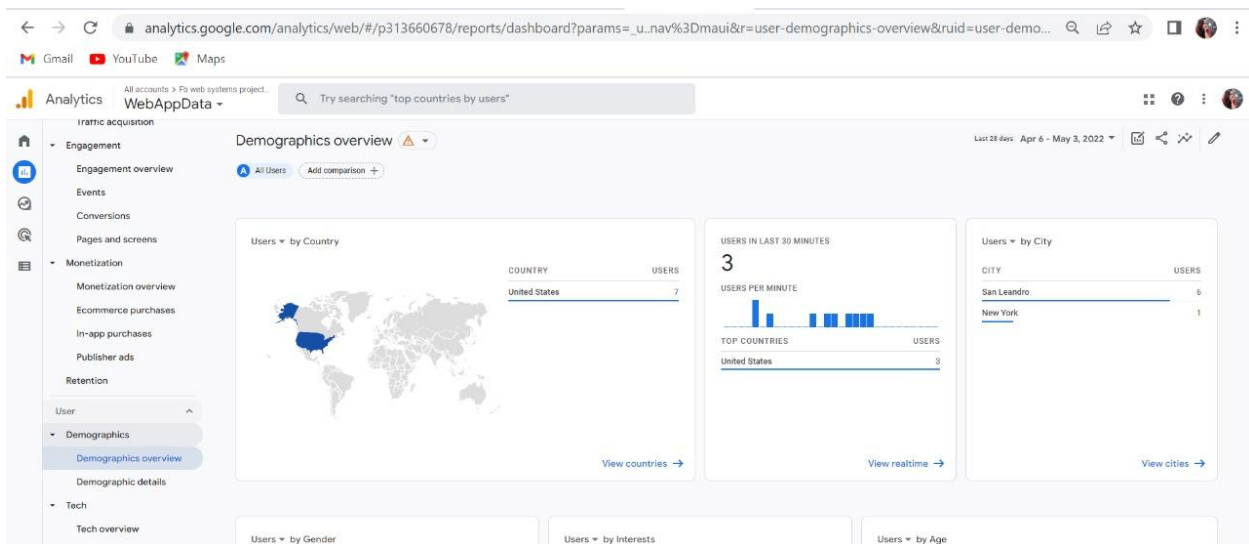 analytics.google.com/analytics/web/#/p313660678/reports/dashboard?params=_u..nav%3Dmaui&r=user-demographics-overview&ruid=user-demo...
Gmail YouTube Maps
Analytics
All accounts > Fb web systems project...
WebAppData
Try searching "top countries by users"
Traffic acquisition
Engagement
Engagement overview
Events
Conversions
Pages and screens
Monetization
Monetization overview
Ecommerce purchases
In-app purchases
Publisher ads
Retention
User
Demographics
Demographics overview
Demographic details
Tech
Tech overview
Demographics overview
Last 28 days Apr 6 - May 3, 2022
A All Users Add comparison +
Users by Country
COUNTRY USERS
United States 7
View countries →
USERS IN LAST 30 MINUTES
3
USERS PER MINUTE
TOP COUNTRIES USERS
United States 3
View realtime →
Users by City
CITY USERS
San Leandro 6
New York 1
View cities →
Users by Gender
Users by Interests
Users by Age